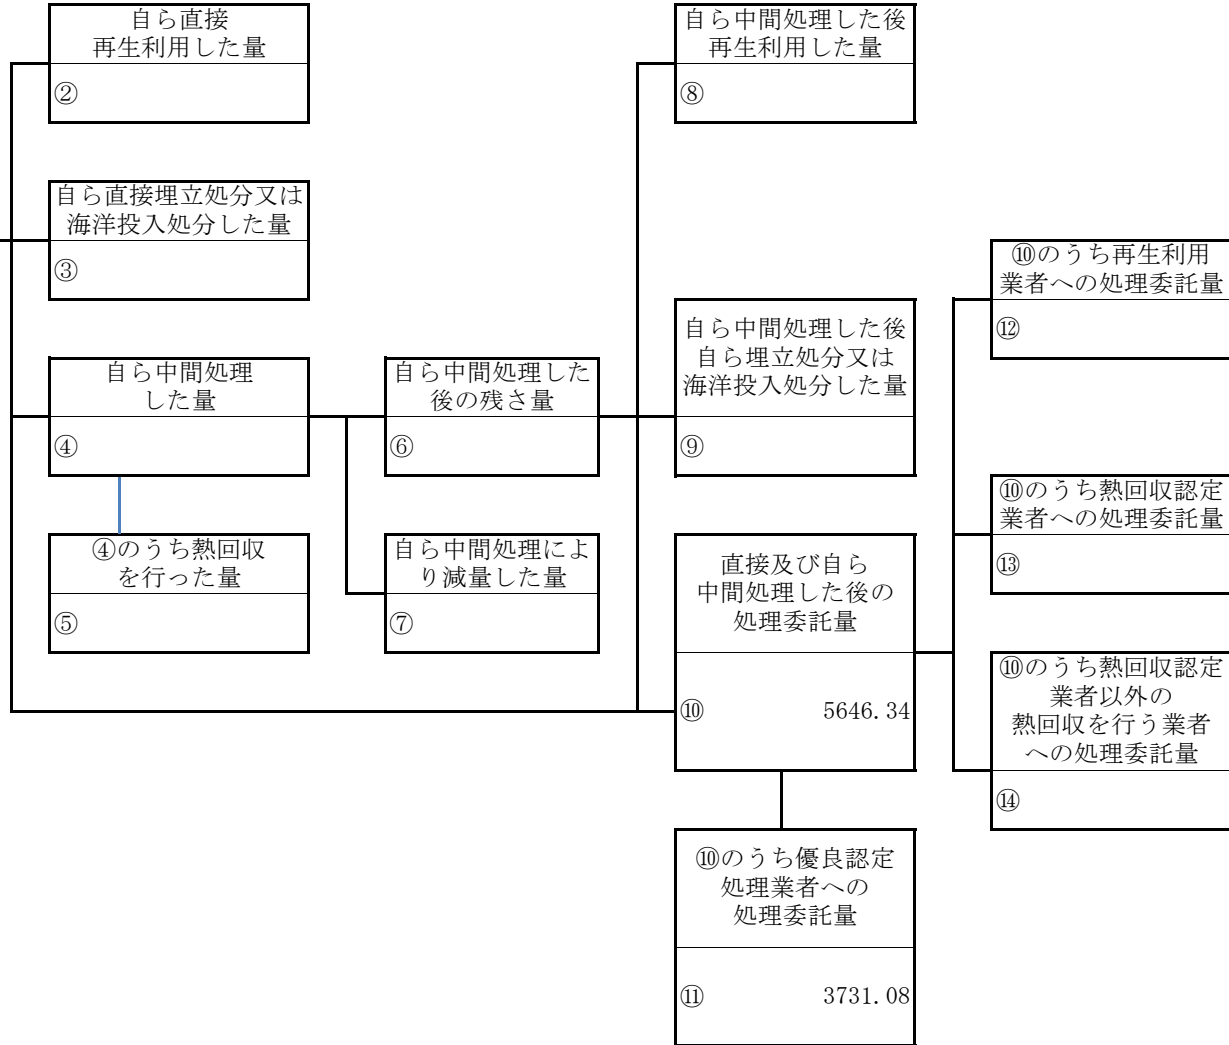 自ら直接
再生利用した量
②
自ら中間処理した後
再生利用した量
⑧
自ら直接埋立処分又は
海洋投入処分した量
③
⑩のうち再生利用
業者への処理委託量
⑫
自ら中間処理した後
自ら埋立処分又は
海洋投入処分した量
⑨
自ら中間処理
した量
④
自ら中間処理した
後の残さ量
⑥
⑩のうち熱回収認定
業者への処理委託量
⑬
④のうち熱回収
を行った量
⑤
自ら中間処理によ
り減量した量
⑦
直接及び自ら
中間処理した後の
処理委託量
⑩ 5646.34
⑩のうち熱回収認定
業者以外の
熱回収を行う業者
への処理委託量
⑭
⑩のうち優良認定
処理業者への
処理委託量
⑪ 3731.08